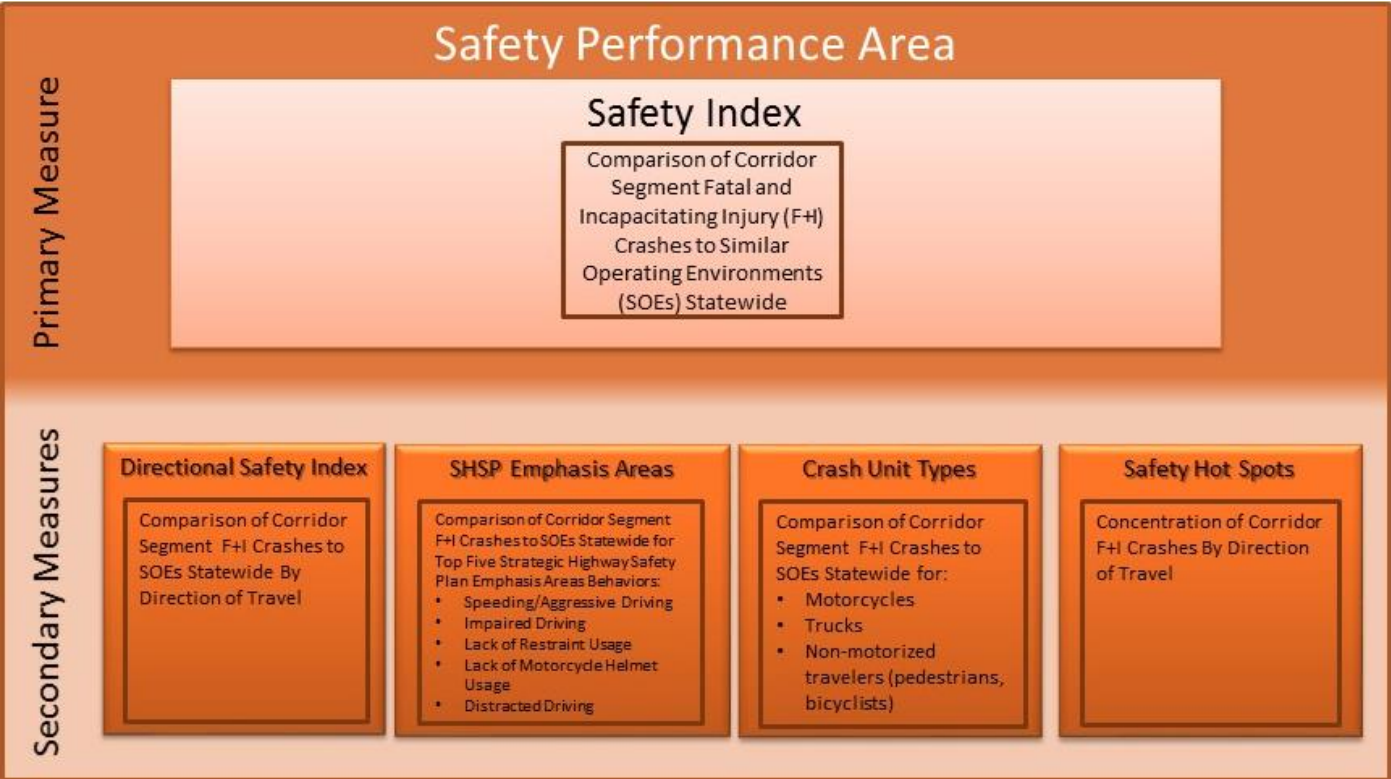 Safety Performance Area
Primary Measure
Safety Index
Comparison of Corridor
Segment Fatal and
Incapacitating Injury (F+I)
Crashes to Similar
Operating Environments
(SOEs) Statewide
Secondary Measures
Directional Safety Index
Comparison of Corridor
Segment F+I Crashes to
SOEs Statewide By
Direction of Travel
SHSP Emphasis Areas
Comparison of Corridor Segment
F+I Crashes to SOEs Statewide for
Top Five Strategic Highway Safety
Plan Emphasis Areas Behaviors:
• Speeding/Aggressive Driving
• Impaired Driving
• Lack of Restraint Usage
• Lack of Motorcycle Helmet
Usage
• Distracted Driving
Crash Unit Types
Comparison of Corridor
Segment F+I Crashes to
SOEs Statewide for:
• Motorcycles
• Trucks
• Non-motorized
travelers (pedestrians,
bicyclists)
Safety Hot Spots
Concentration of Corridor
F+I Crashes By Direction
of Travel